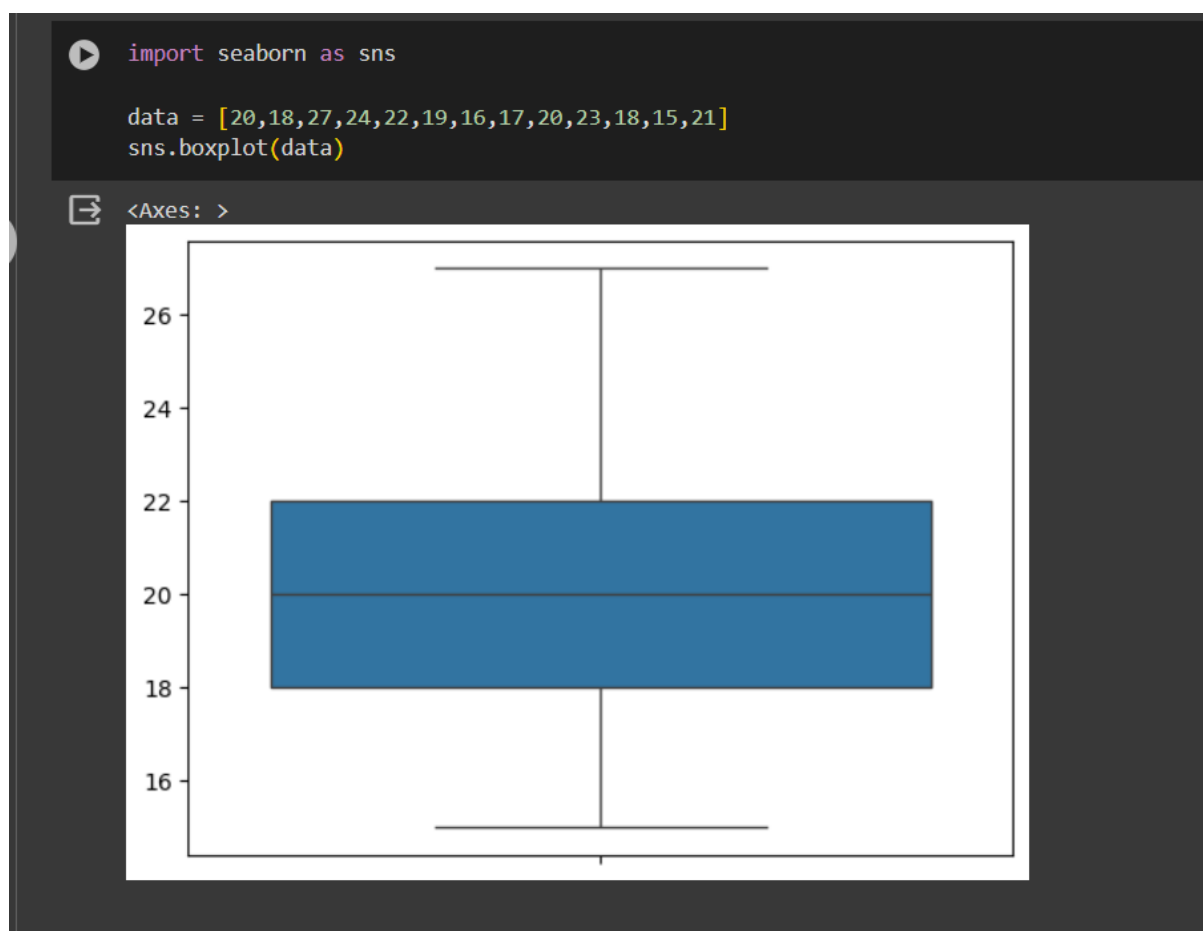 import seaborn as sns
data = [20,18,27,24,22,19,16,17,20,23,18,15,21]
sns.boxplot(data)
<Axes: >
26
24
22
20
18
16